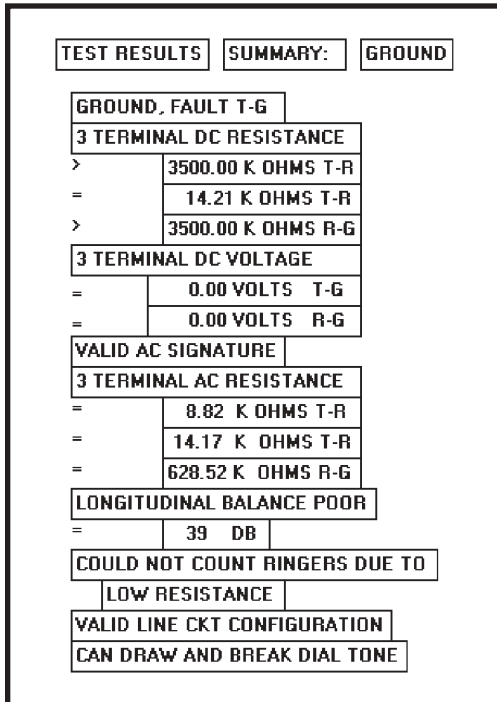 TEST RESULTS SUMMARY: GROUND
GROUND, FAULT T-G
3 TERMINAL DC RESISTANCE
> 3500.00 K OHMS T-R
= 14.21 K OHMS T-R
> 3500.00 K OHMS R-G
3 TERMINAL DC VOLTAGE
= 0.00 VOLTS T-G
= 0.00 VOLTS R-G
VALID AC SIGNATURE
3 TERMINAL AC RESISTANCE
= 8.82 K OHMS T-R
= 14.17 K OHMS T-R
= 628.52 K OHMS R-G
LONGITUDINAL BALANCE POOR
= 39 DB
COULD NOT COUNT RINGERS DUE TO
LOW RESISTANCE
VALID LINE CKT CONFIGURATION
CAN DRAW AND BREAK DIAL TONE